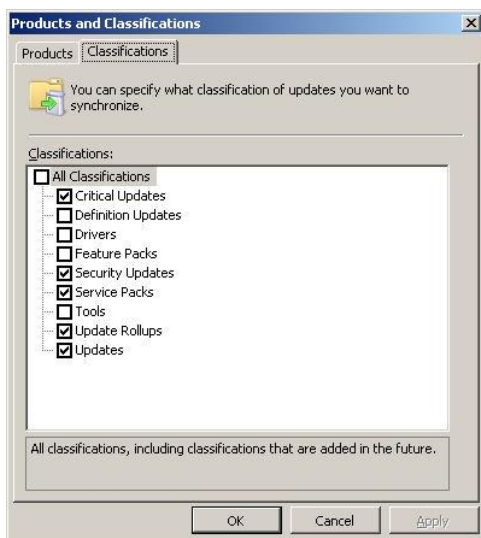 Products and Classifications
Products
Classifications
You can specify what classification of updates you want to
synchronize.
Classifications:
All Classifications
Critical Updates
Definition Updates
Drivers
Feature Packs
Security Updates
Service Packs
Tools
Update Rollups
Updates
All classifications, including classifications that are added in the future.
OK
Cancel
Apply